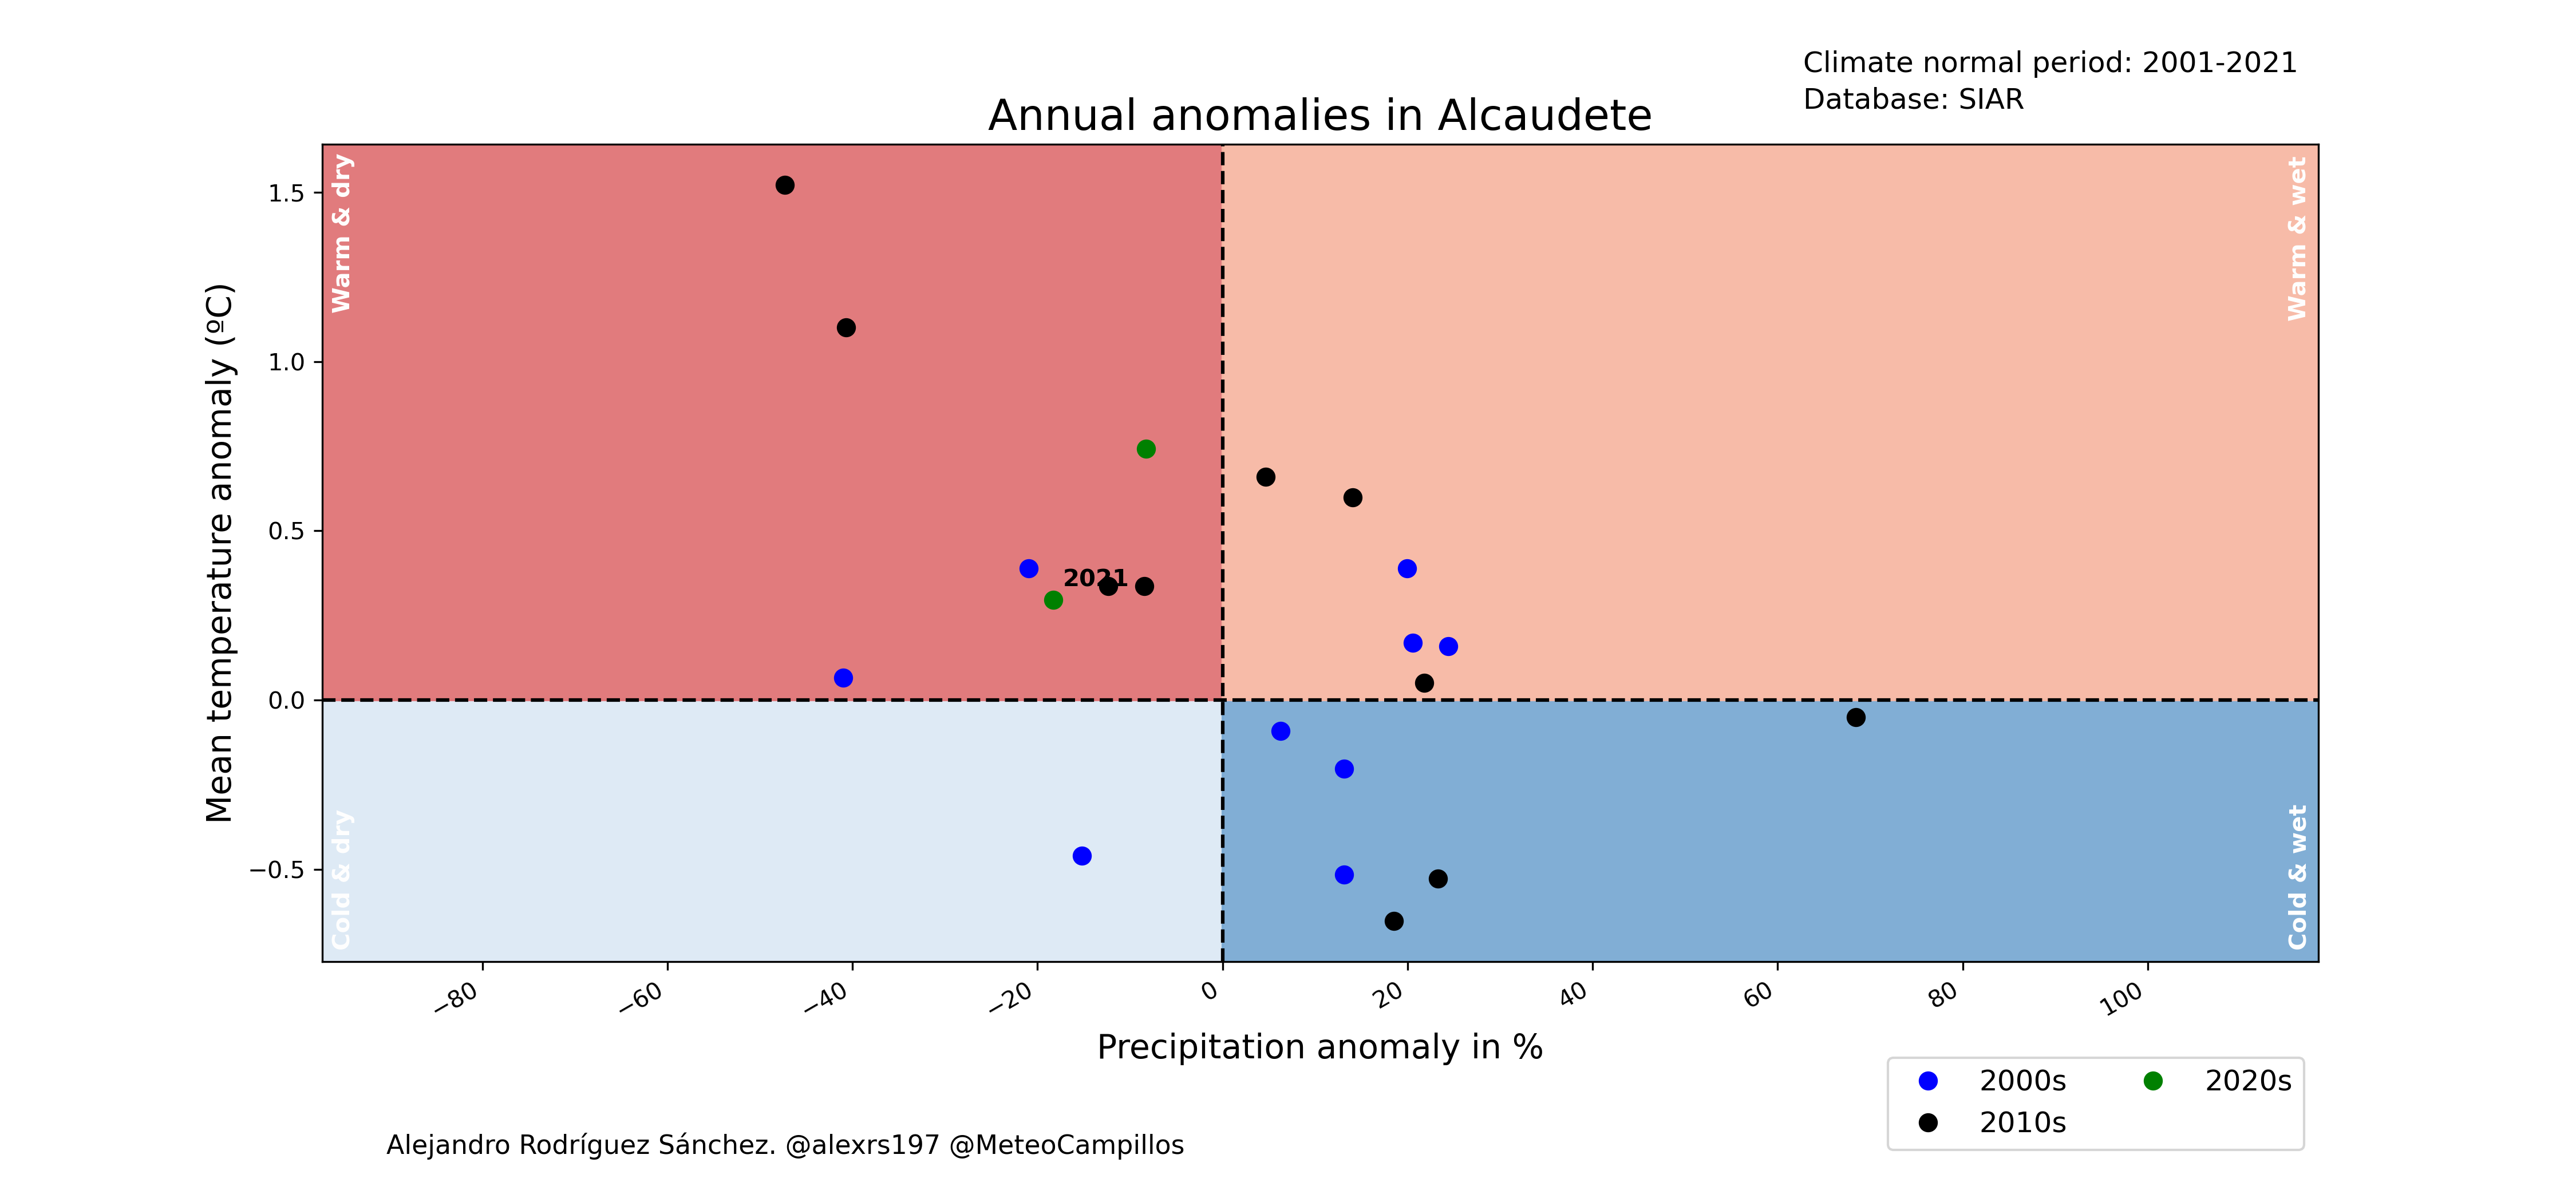 Climate normal period: 2001-2021
Database: SIAR
Annual anomalies in Alcaudete
Warm & dry
Warm & wet
Mean temperature anomaly (ºC)
1.5
1.0
0.5
0.0
−0.5
2021
Cold & dry
Cold & wet
−80
−60
−40
−20
0
20
40
60
80
100
Precipitation anomaly in %
2000s
2020s
2010s
Alejandro Rodríguez Sánchez. @alexrs197 @MeteoCampillos